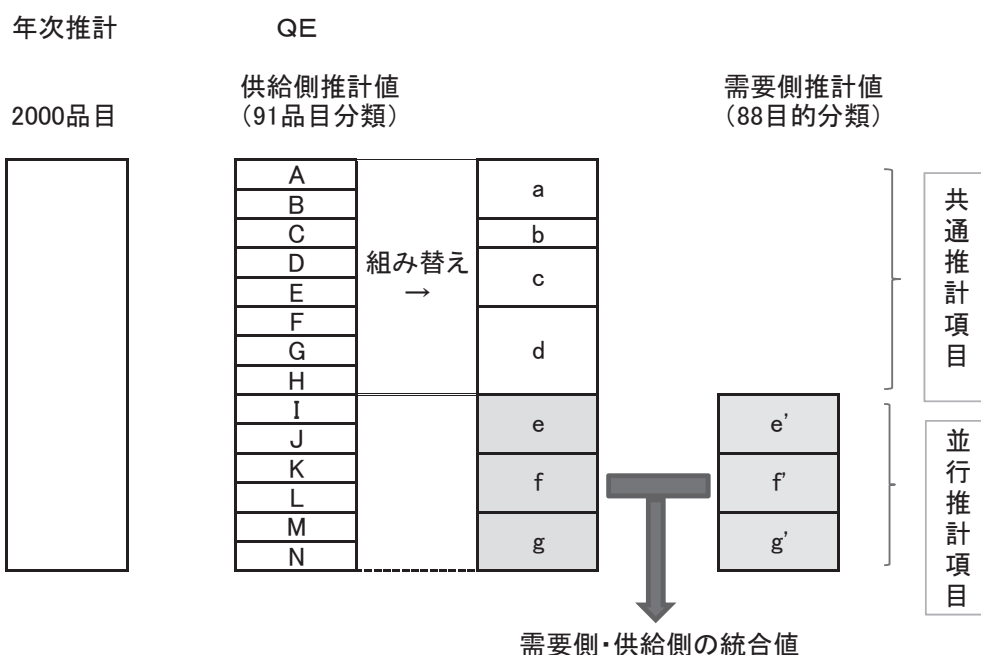 年次推計
QE
2000品目
供給側推計値
（91品目分類）
需要側推計値
（88目的分類）
A
B
C
D
E
F
G
H
I
J
K
L
M
N
組み替え
→
a
b
c
d
e
f
g
e’
f’
g’
共通推計項目
並行推計項目
需要側・供給側の統合値